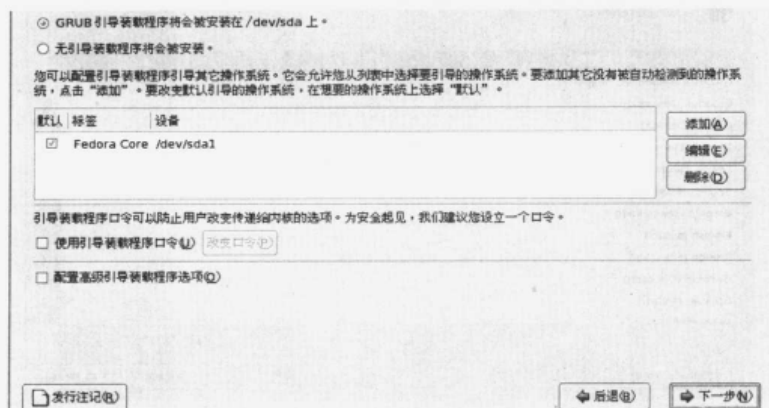 GRUB 引导装载程序将会被安装在 /dev/sda 上。
无引导装载程序将会被安装。
您可以配置引导装载程序引导其它操作系统。它会允许您从列表中选择要引导的操作系统。要添加其它没有被自动检测到的操作系
统，点击“添加”。要改变默认引导的操作系统，在想要的操作系统上选择“默认”。
默认 标签 设备
添加(A)
Fedora Core /dev/sda1
编辑(E)
删除(D)
引导装载程序口令可以防止用户改变传递给内核的选项。为安全起见，我们建议您设立一个口令。
使用引导装载程序口令(U) 改变口令(P)
配置高级引导装载程序选项(O)
发行注记(R) 后退(B) 下一步(N)